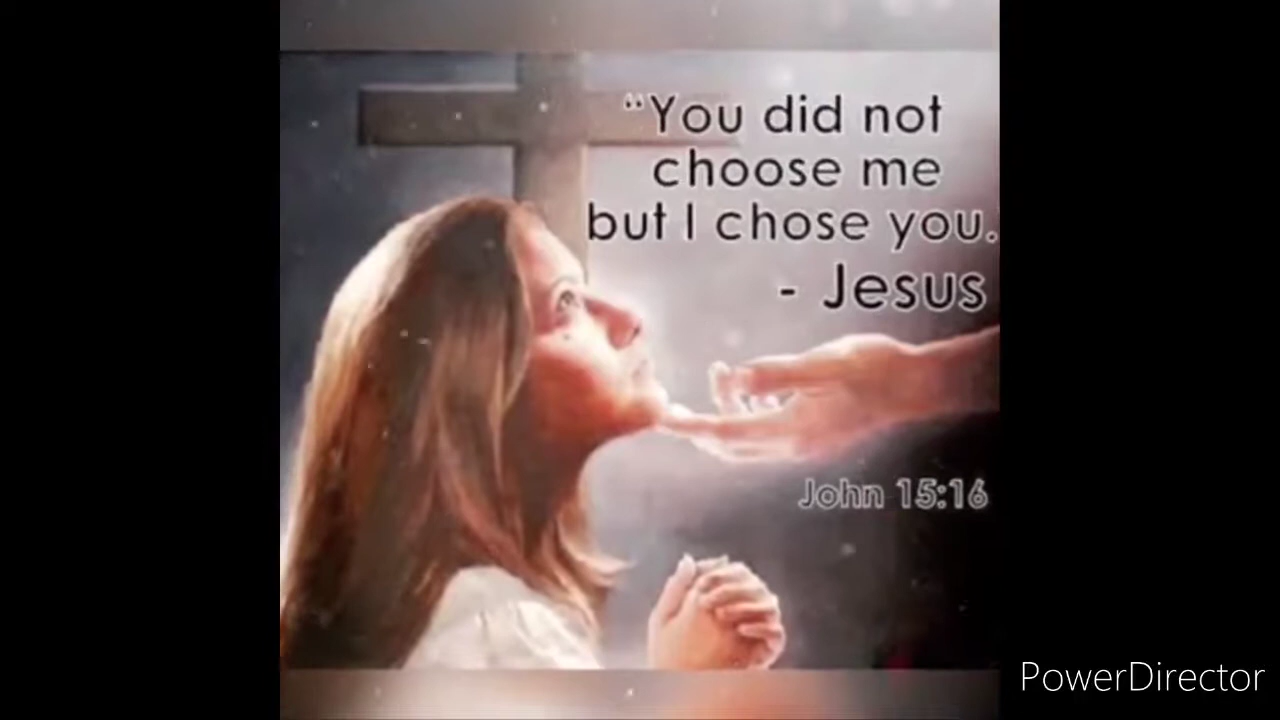 “You did not
choose me
but I chose you.
- Jesus
John 15:16
PowerDirector